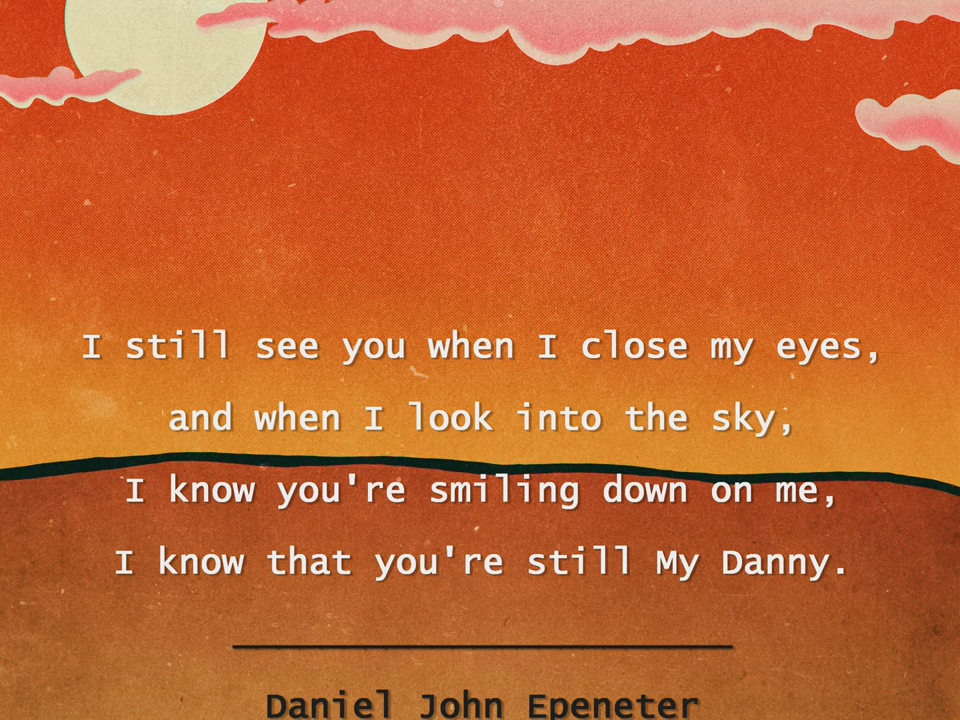 I still see you when I close my eyes,
and when I look into the sky,
I know you're smiling down on me,
I know that you're still My Danny.
Daniel John Epeneter